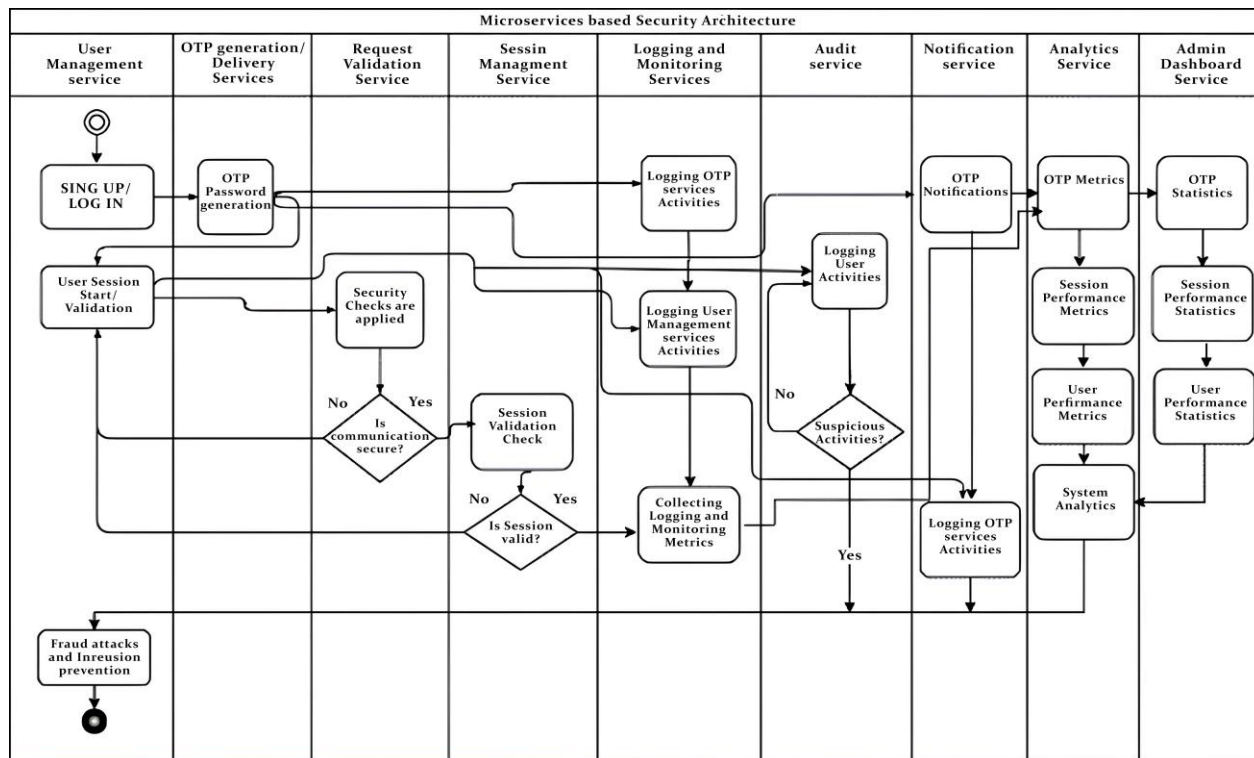 Microservices based Security Architecture
User
Management
service
OTP generation/
Delivery
Services
Request
Validation
Service
Sessin
Managment
Service
Logging and
Monitoring
Services
Audit
service
Notification
service
Analytics
Service
Admin
Dashboard
Service
SING UP/
LOG IN
OTP
Password
generation
Logging OTP
services
Activities
OTP
Notifications
OTP Metrics
OTP
Statistics
User Session
Start/
Validation
Security
Checks are
applied
Logging User
Management
services
Activities
Logging
User
Activities
Session
Performance
Metrics
Session
Performance
Statistics
No
Yes
Is
communication
secure?
Session
Validation
Check
No
Suspicious
Activities?
User
Perfirmance
Metrics
User
Performance
Statistics
No
Yes
Is Session
valid?
Collecting
Logging and
Monitoring
Metrics
Yes
Logging OTP
services
Activities
System
Analytics
Fraud attacks
and Inreusion
prevention